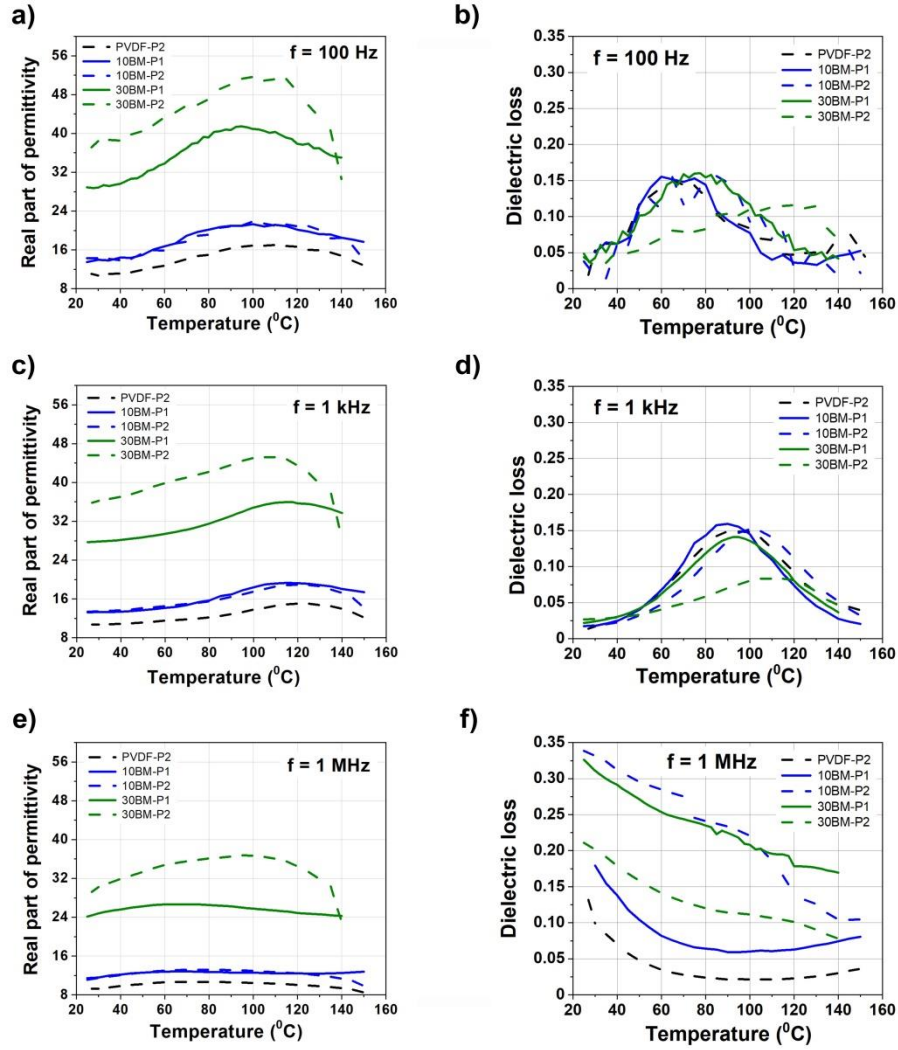 a)
Real part of permittivity
56
48
40
32
24
16
8
PVDF-P2
10BM-P1
10BM-P2
30BM-P1
30BM-P2
f = 100 Hz
20 40 60 80 100 120 140 160
Temperature (⁰C)
b)
Dielectric loss
0.35
0.30
0.25
0.20
0.15
0.10
0.05
0
f = 100 Hz
PVDF-P2
10BM-P1
10BM-P2
30BM-P1
30BM-P2
20 40 60 80 100 120 140 160
Temperature (⁰C)
c)
Real part of permittivity
56
48
40
32
24
16
8
PVDF-P2
10BM-P1
10BM-P2
30BM-P1
30BM-P2
f = 1 kHz
20 40 60 80 100 120 140 160
Temperature (⁰C)
d)
Dielectric loss
0.35
0.30
0.25
0.20
0.15
0.10
0.05
0
f = 1 kHz
PVDF-P2
10BM-P1
10BM-P2
30BM-P1
30BM-P2
20 40 60 80 100 120 140 160
Temperature (⁰C)
e)
Real part of permittivity
56
48
40
32
24
16
8
PVDF-P2
10BM-P1
10BM-P2
30BM-P1
30BM-P2
f = 1 MHz
20 40 60 80 100 120 140 160
Temperature (⁰C)
f)
Dielectric loss
0.35
0.30
0.25
0.20
0.15
0.10
0.05
0
f = 1 MHz
PVDF-P2
10BM-P1
10BM-P2
30BM-P1
30BM-P2
20 40 60 80 100 120 140 160
Temperature (⁰C)